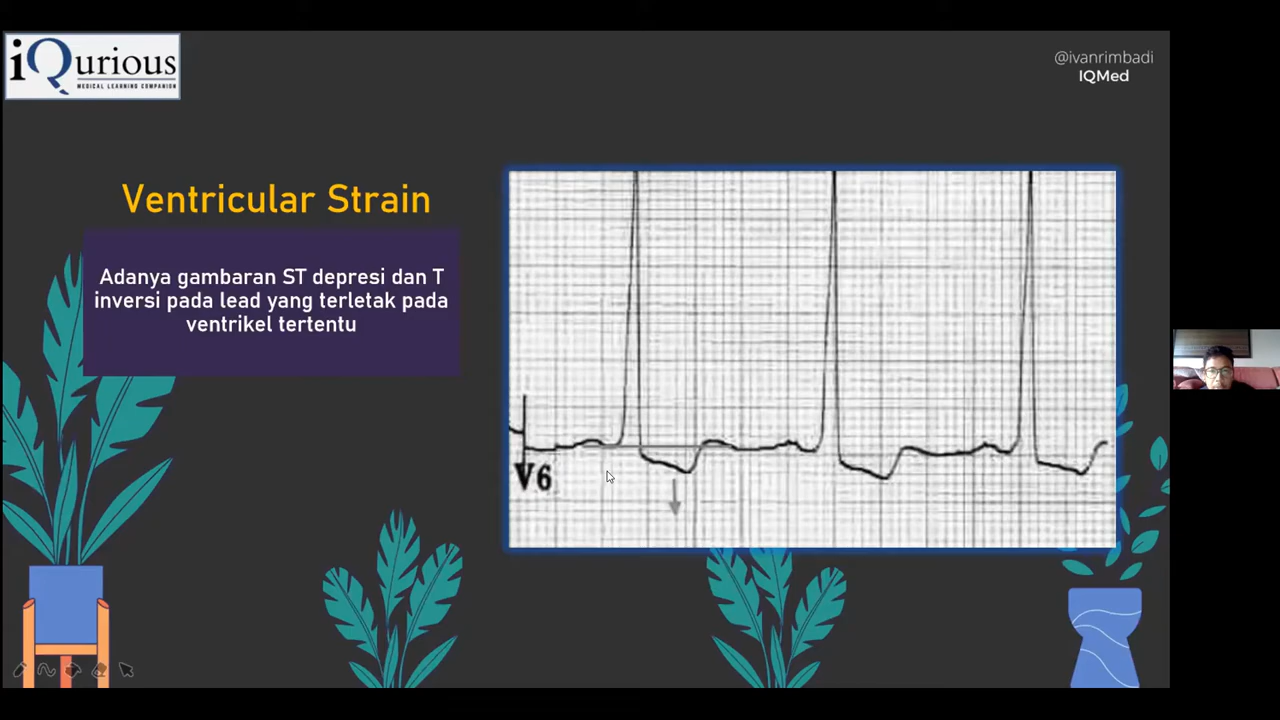 iQurious
MEDICAL LEARNING COMPANION
@ivanrimbadi
IQMed
Ventricular Strain
Adanya gambaran ST depresi dan T
inversi pada lead yang terletak pada
ventrikel tertentu
V6